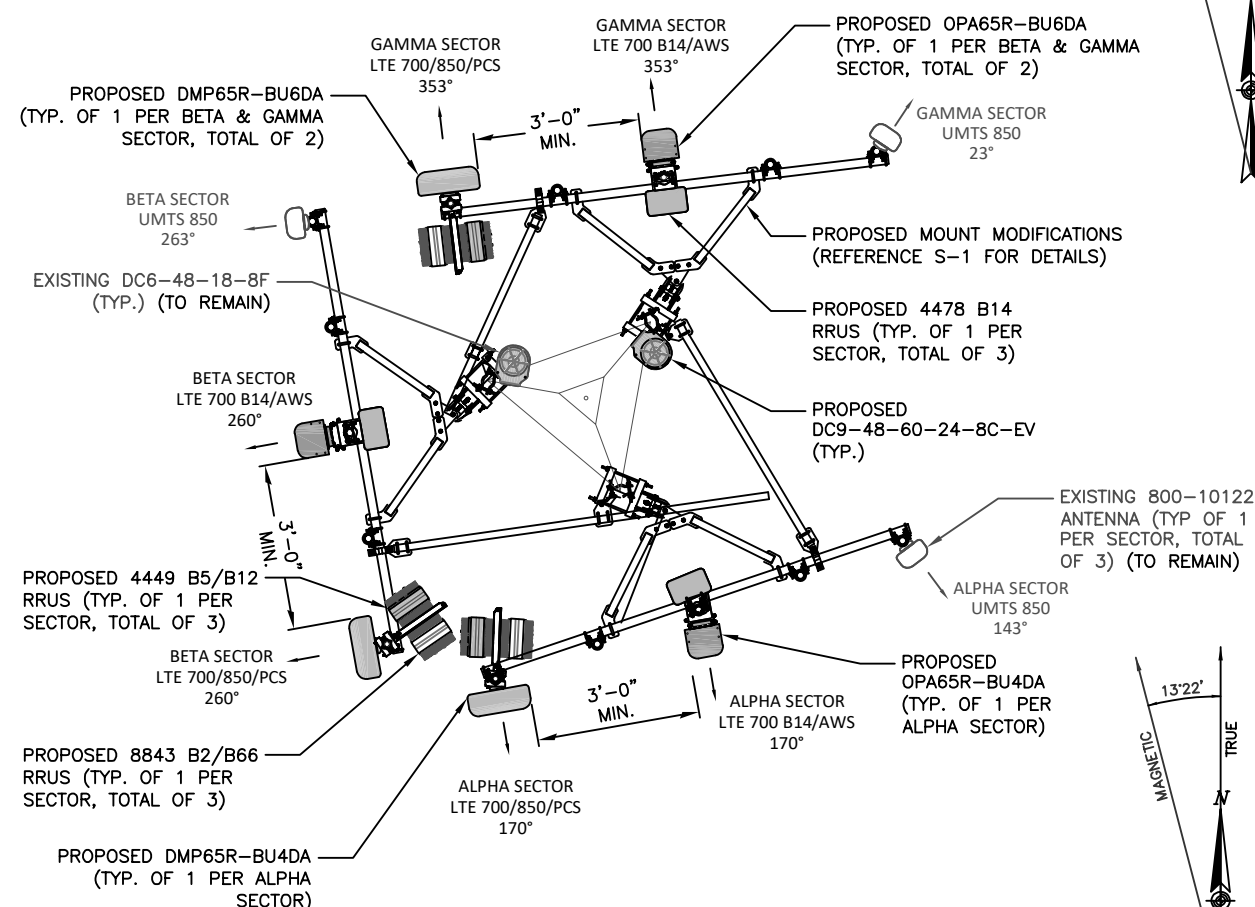 GAMMA SECTOR
LTE 700/850/PCS
353°
GAMMA SECTOR
LTE 700 B14/AWS
353°
PROPOSED OPA65R-BU6DA
(TYP. OF 1 PER BETA & GAMMA
SECTOR, TOTAL OF 2)
PROPOSED DMP65R-BU6DA
(TYP. OF 1 PER BETA & GAMMA
SECTOR, TOTAL OF 2)
3'-0"
MIN.
GAMMA SECTOR
UMTS 850
23°
BETA SECTOR
UMTS 850
263°
PROPOSED MOUNT MODIFICATIONS
(REFERENCE S-1 FOR DETAILS)
EXISTING DC6-48-18-8F
(TYP.) (TO REMAIN)
PROPOSED 4478 B14
RRUS (TYP. OF 1 PER
SECTOR, TOTAL OF 3)
BETA SECTOR
LTE 700 B14/AWS
260°
PROPOSED
DC9-48-60-24-8C-EV
(TYP.)
EXISTING 800-10122
ANTENNA (TYP OF 1
PER SECTOR, TOTAL
OF 3) (TO REMAIN)
3'-0"
MIN.
PROPOSED 4449 B5/B12
RRUS (TYP. OF 1 PER
SECTOR, TOTAL OF 3)
ALPHA SECTOR
UMTS 850
143°
BETA SECTOR
LTE 700/850/PCS
260°
PROPOSED
OPA65R-BU4DA
(TYP. OF 1 PER
ALPHA SECTOR)
3'-0"
MIN.
ALPHA SECTOR
LTE 700 B14/AWS
170°
PROPOSED 8843 B2/B66
RRUS (TYP. OF 1 PER
SECTOR, TOTAL OF 3)
ALPHA SECTOR
LTE 700/850/PCS
170°
PROPOSED DMP65R-BU4DA
(TYP. OF 1 PER ALPHA
SECTOR)
13°22'
MAGNETIC
TRUE
N